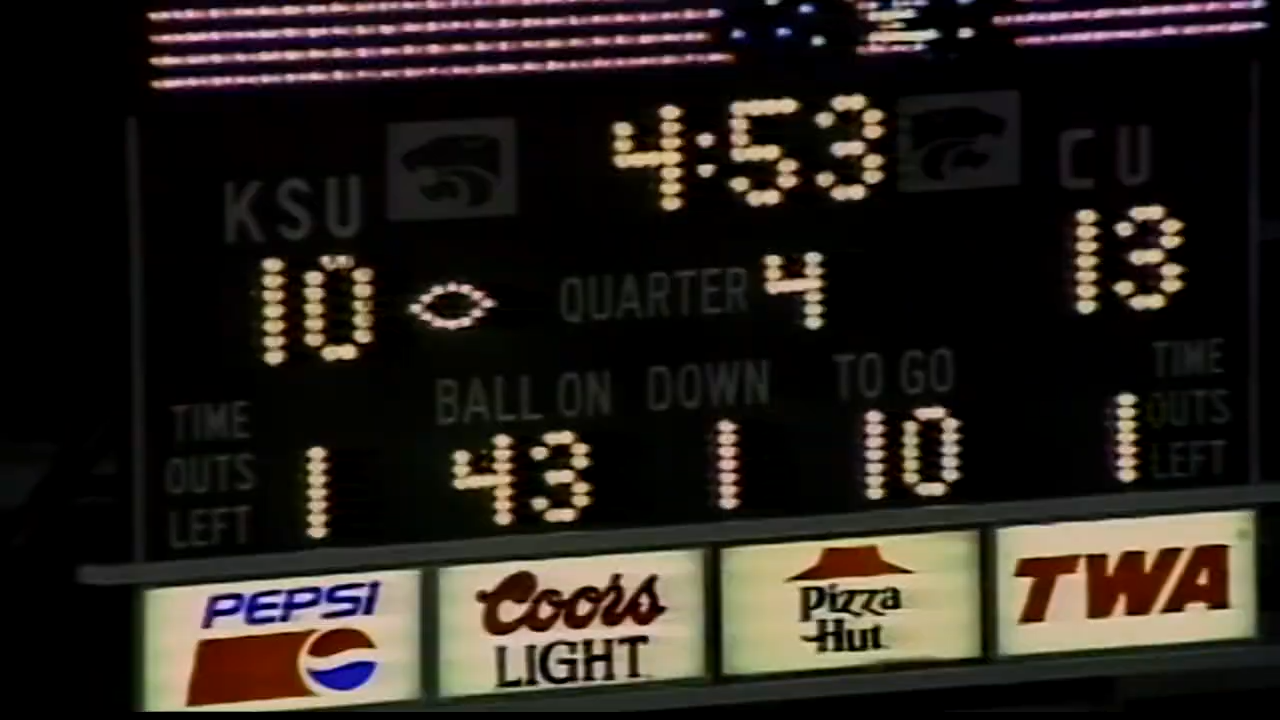 4:53
KSU CU
10 QUARTER 4 13
BALL ON DOWN TO GO
43 1 10
TIME
OUTS
LEFT
1
1
TIME
OUTS
LEFT
PEPSI
Coors
LIGHT
Pizza
Hut
TWA